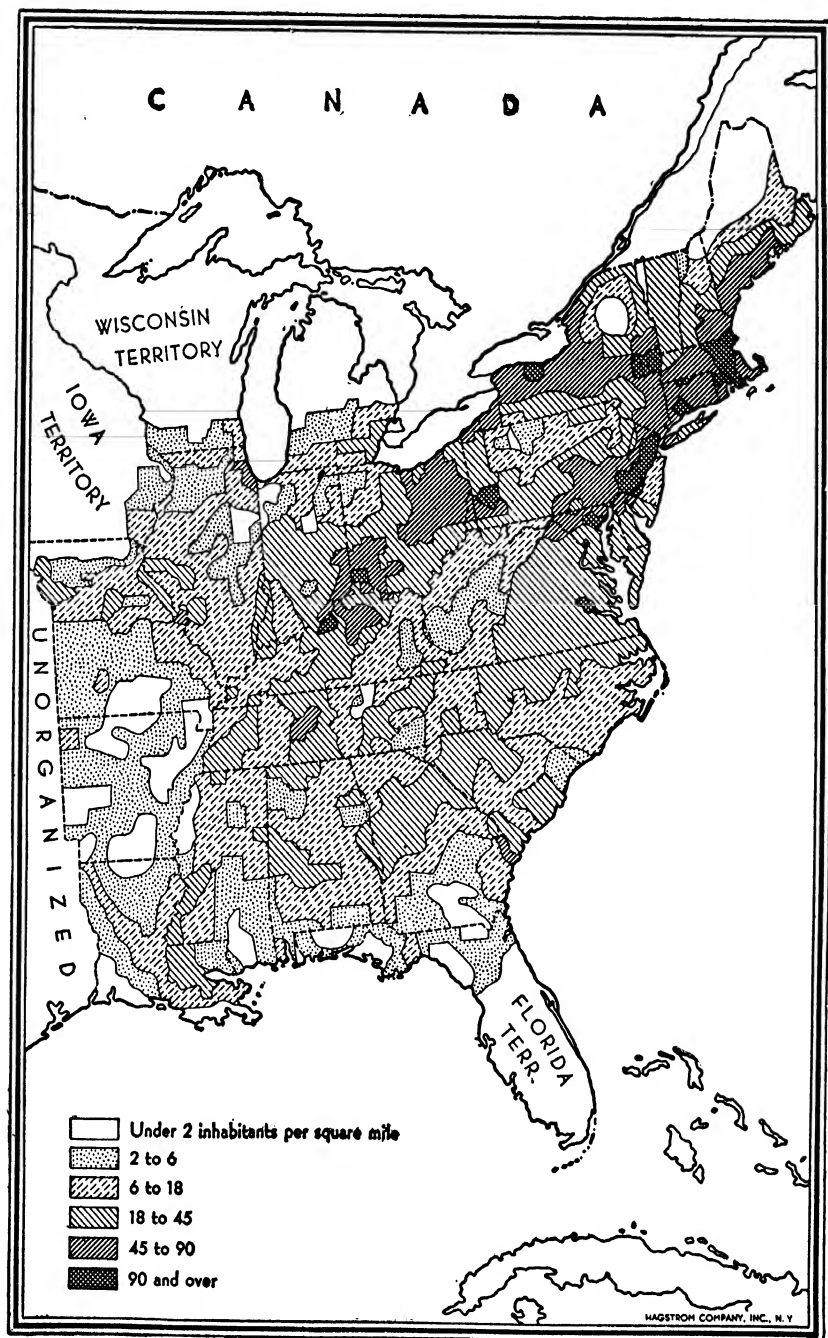 CANADA
WISCONSIN
TERRITORY
IOWA
TERRITORY
UNORGANIZED
FLORIDA
TERR.
Under 2 inhabitants per square mile
2 to 6
6 to 18
18 to 45
45 to 90
90 and over
HAGSTROM COMPANY, INC., N. Y